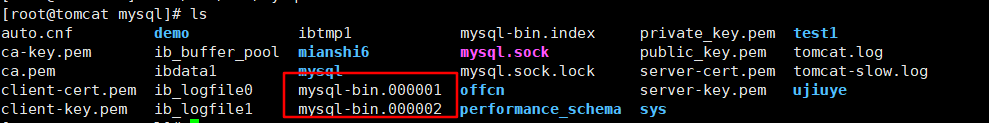 [root@tomcat mysql]# ls
auto.cnf demo ibtmp1 mysql-bin.index private_key.pem test1
ca-key.pem ib_buffer_pool mianshi6 mysql.sock public_key.pem tomcat.log
ca.pem ibdata1 mysql mysql.sock.lock server-cert.pem tomcat-slow.log
client-cert.pem ib_logfile0 mysql-bin.000001 offcn server-key.pem ujiuye
client-key.pem ib_logfile1 mysql-bin.000002 performance_schema sys